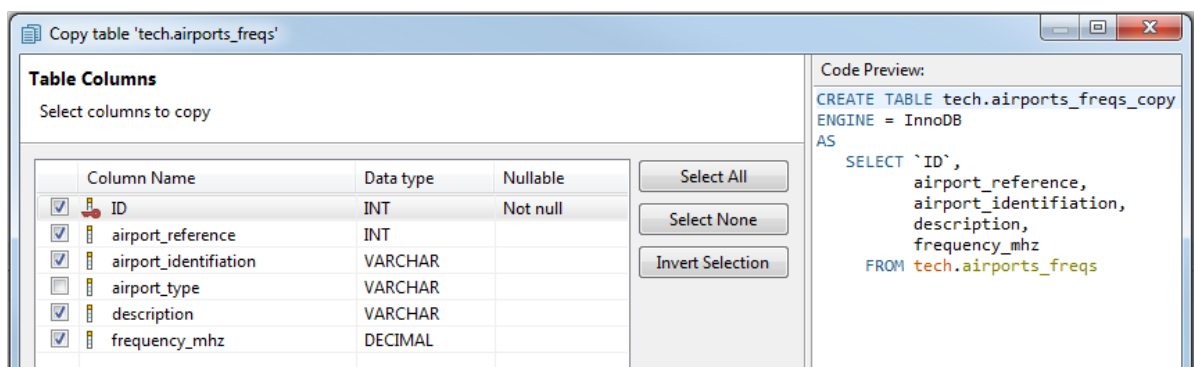 Copy table 'tech.airports_freqs'
Table Columns
Select columns to copy
Column Name Data type Nullable
ID INT Not null
airport_reference INT
airport_identifiation VARCHAR
airport_type VARCHAR
description VARCHAR
frequency_mhz DECIMAL
Select All
Select None
Invert Selection
Code Preview:
CREATE TABLE tech.airports_freqs_copy
ENGINE = InnoDB
AS
SELECT `ID`,
airport_reference,
airport_identifiation,
description,
frequency_mhz
FROM tech.airports_freqs